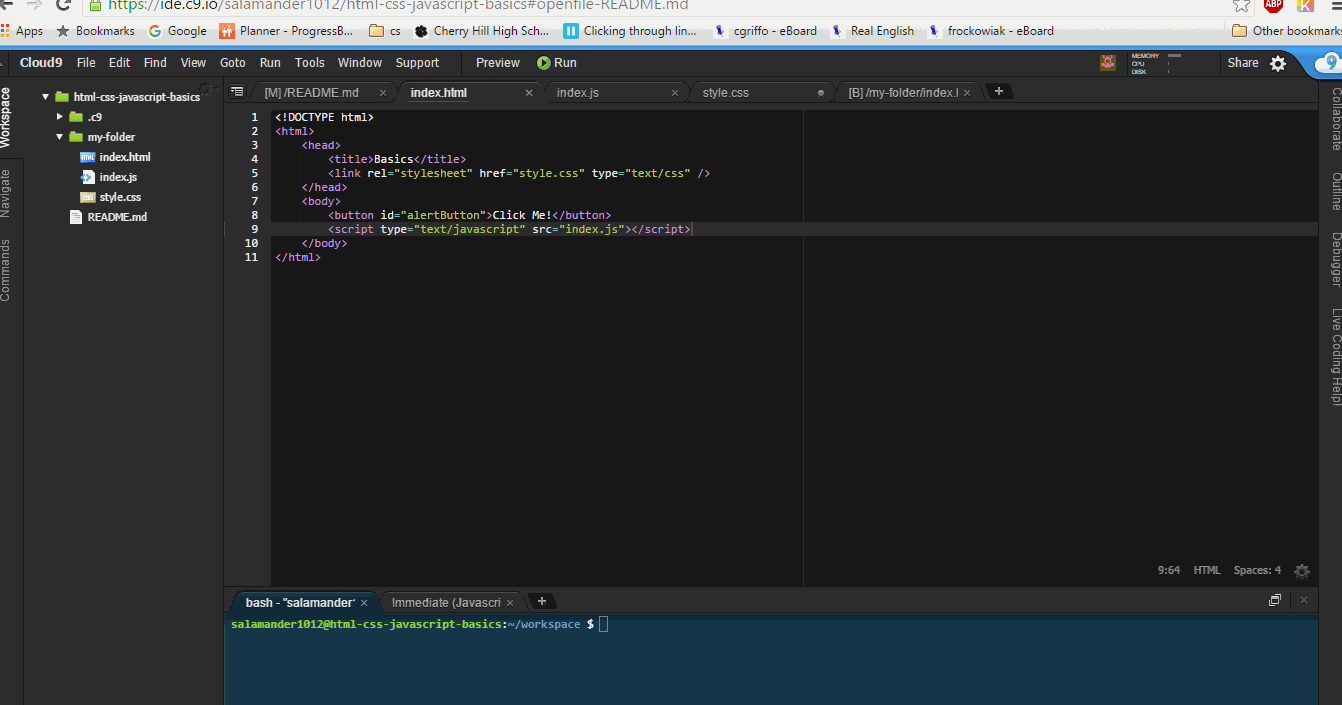 https://ide.c9.io/salamander1012/html-css-javascript-basics#openfile-README.md
ABP
K
Apps Bookmarks Google Planner - ProgressB... cs Cherry Hill High Sch... Clicking through lin... cgriffo - eBoard Real English frockowiak - eBoard Other bookmarks
Cloud9 File Edit Find View Goto Run Tools Window Support Preview Run MEMORY CPU DISK Share 9
Workspace
Navigate
Commands
html-css-javascript-basics
.c9
my-folder
index.html
index.js
style.css
README.md
[M] /README.md × index.html × index.js × style.css [B] /my-folder/index.l × +
1 <!DOCTYPE html>
2 <html>
3 <head>
4 <title>Basics</title>
5 <link rel="stylesheet" href="style.css" type="text/css" />
6 </head>
7 <body>
8 <button id="alertButton">Click Me!</button>
9 <script type="text/javascript" src="index.js"></script>
10 </body>
11 </html>
9:64 HTML Spaces: 4
Collaborate
Outline
Debugger
Live Coding Help!
bash - "salamander1 × Immediate (Javascri × +
salamander1012@html-css-javascript-basics:~/workspace $